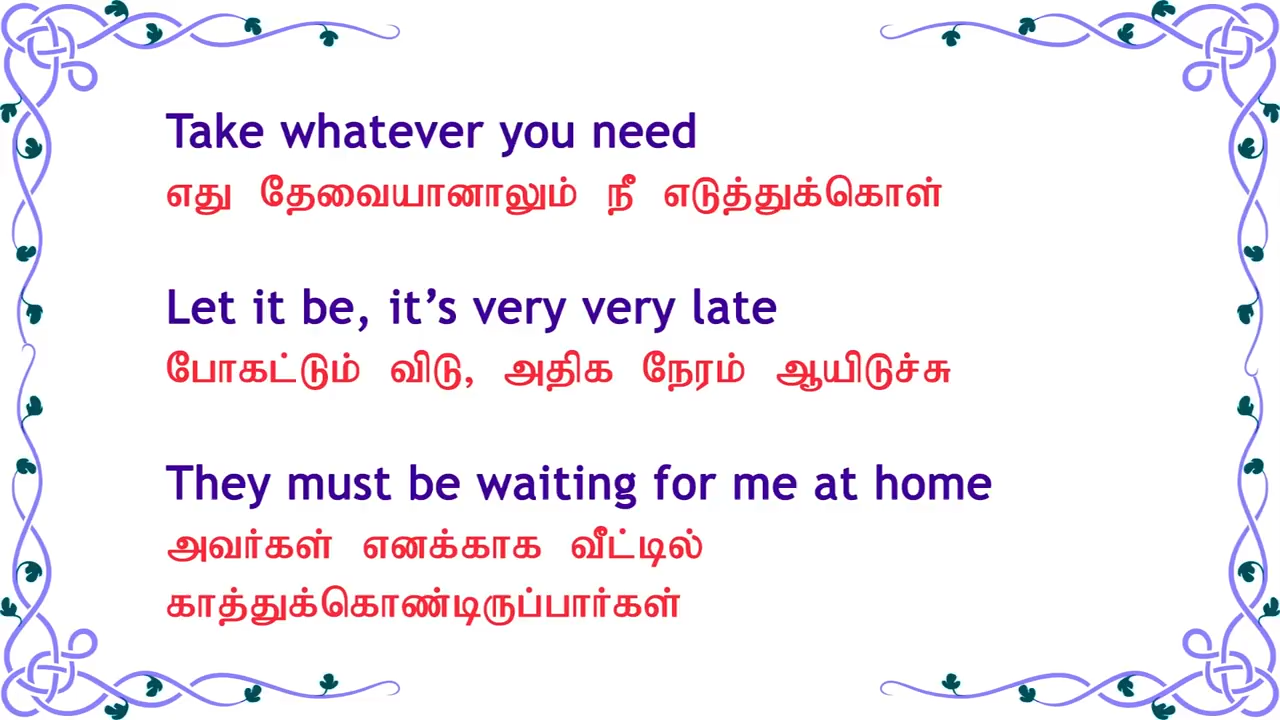 Take whatever you need
எது தேவையானாலும் நீ எடுத்துக்கொள்
Let it be, it’s very very late
போகட்டும் விடு, அதிக நேரம் ஆயிடுச்சு
They must be waiting for me at home
அவர்கள் எனக்காக வீட்டில்
காத்துக்கொண்டிருப்பார்கள்